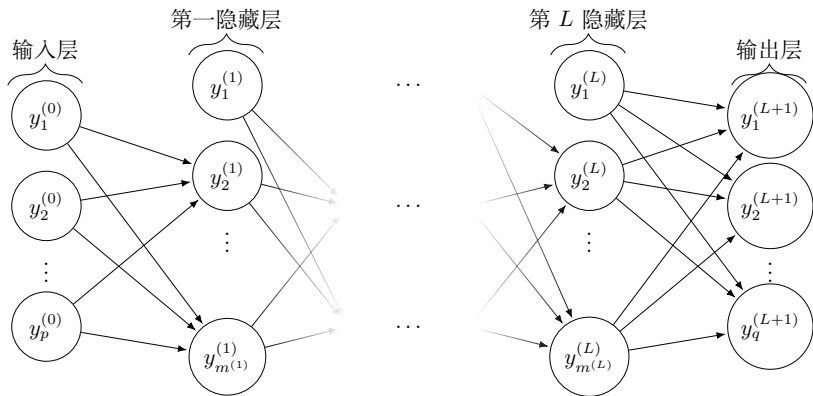 第一隐藏层
第 L 隐藏层
输入层
输出层
y_1^{(0)}
y_2^{(0)}
⋮
y_p^{(0)}
y_1^{(1)}
y_2^{(1)}
⋮
y_{m^{(1)}}^{(1)}
…
…
…
y_1^{(L)}
y_2^{(L)}
⋮
y_{m^{(L)}}^{(L)}
y_1^{(L+1)}
y_2^{(L+1)}
⋮
y_q^{(L+1)}